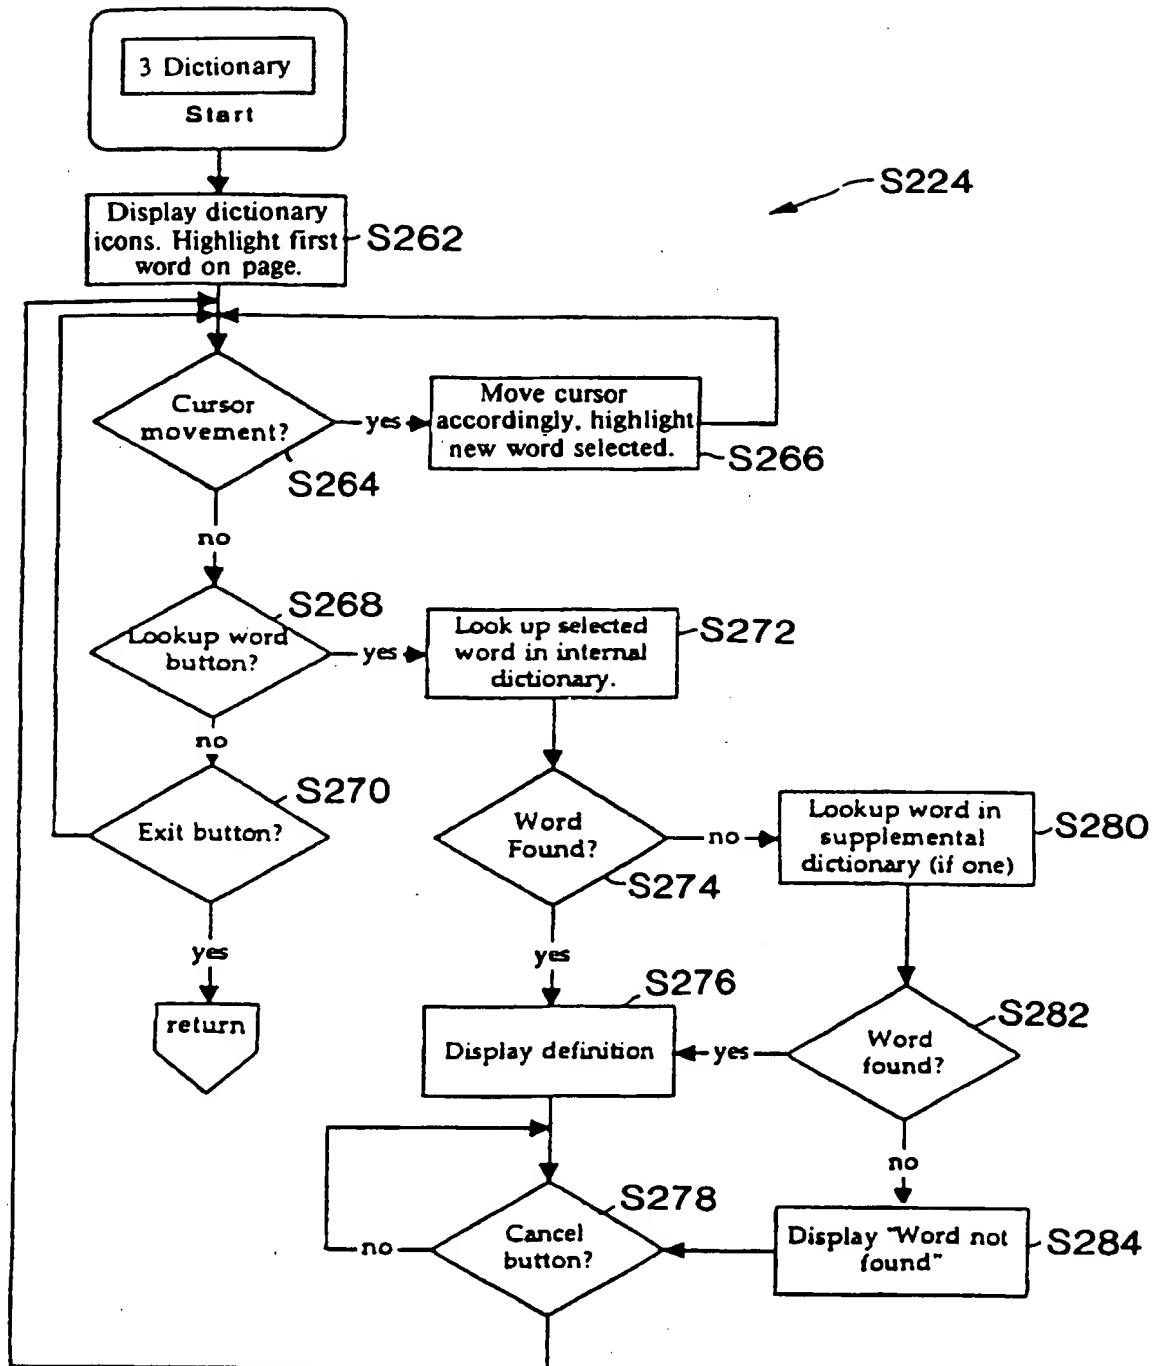 3 Dictionary
Start
S224
Display dictionary
icons. Highlight first
word on page.
S262
Cursor
movement?
S264
yes
Move cursor
accordingly, highlight
new word selected.
S266
no
Lookup word
button?
S268
yes
Look up selected
word in internal
dictionary.
S272
no
Exit button?
S270
yes
return
Word
Found?
S274
no
Lookup word in
supplemental
dictionary (if one)
S280
yes
Display definition
S276
yes
Word
found?
S282
no
Cancel
button?
S278
no
Display "Word not
found"
S284